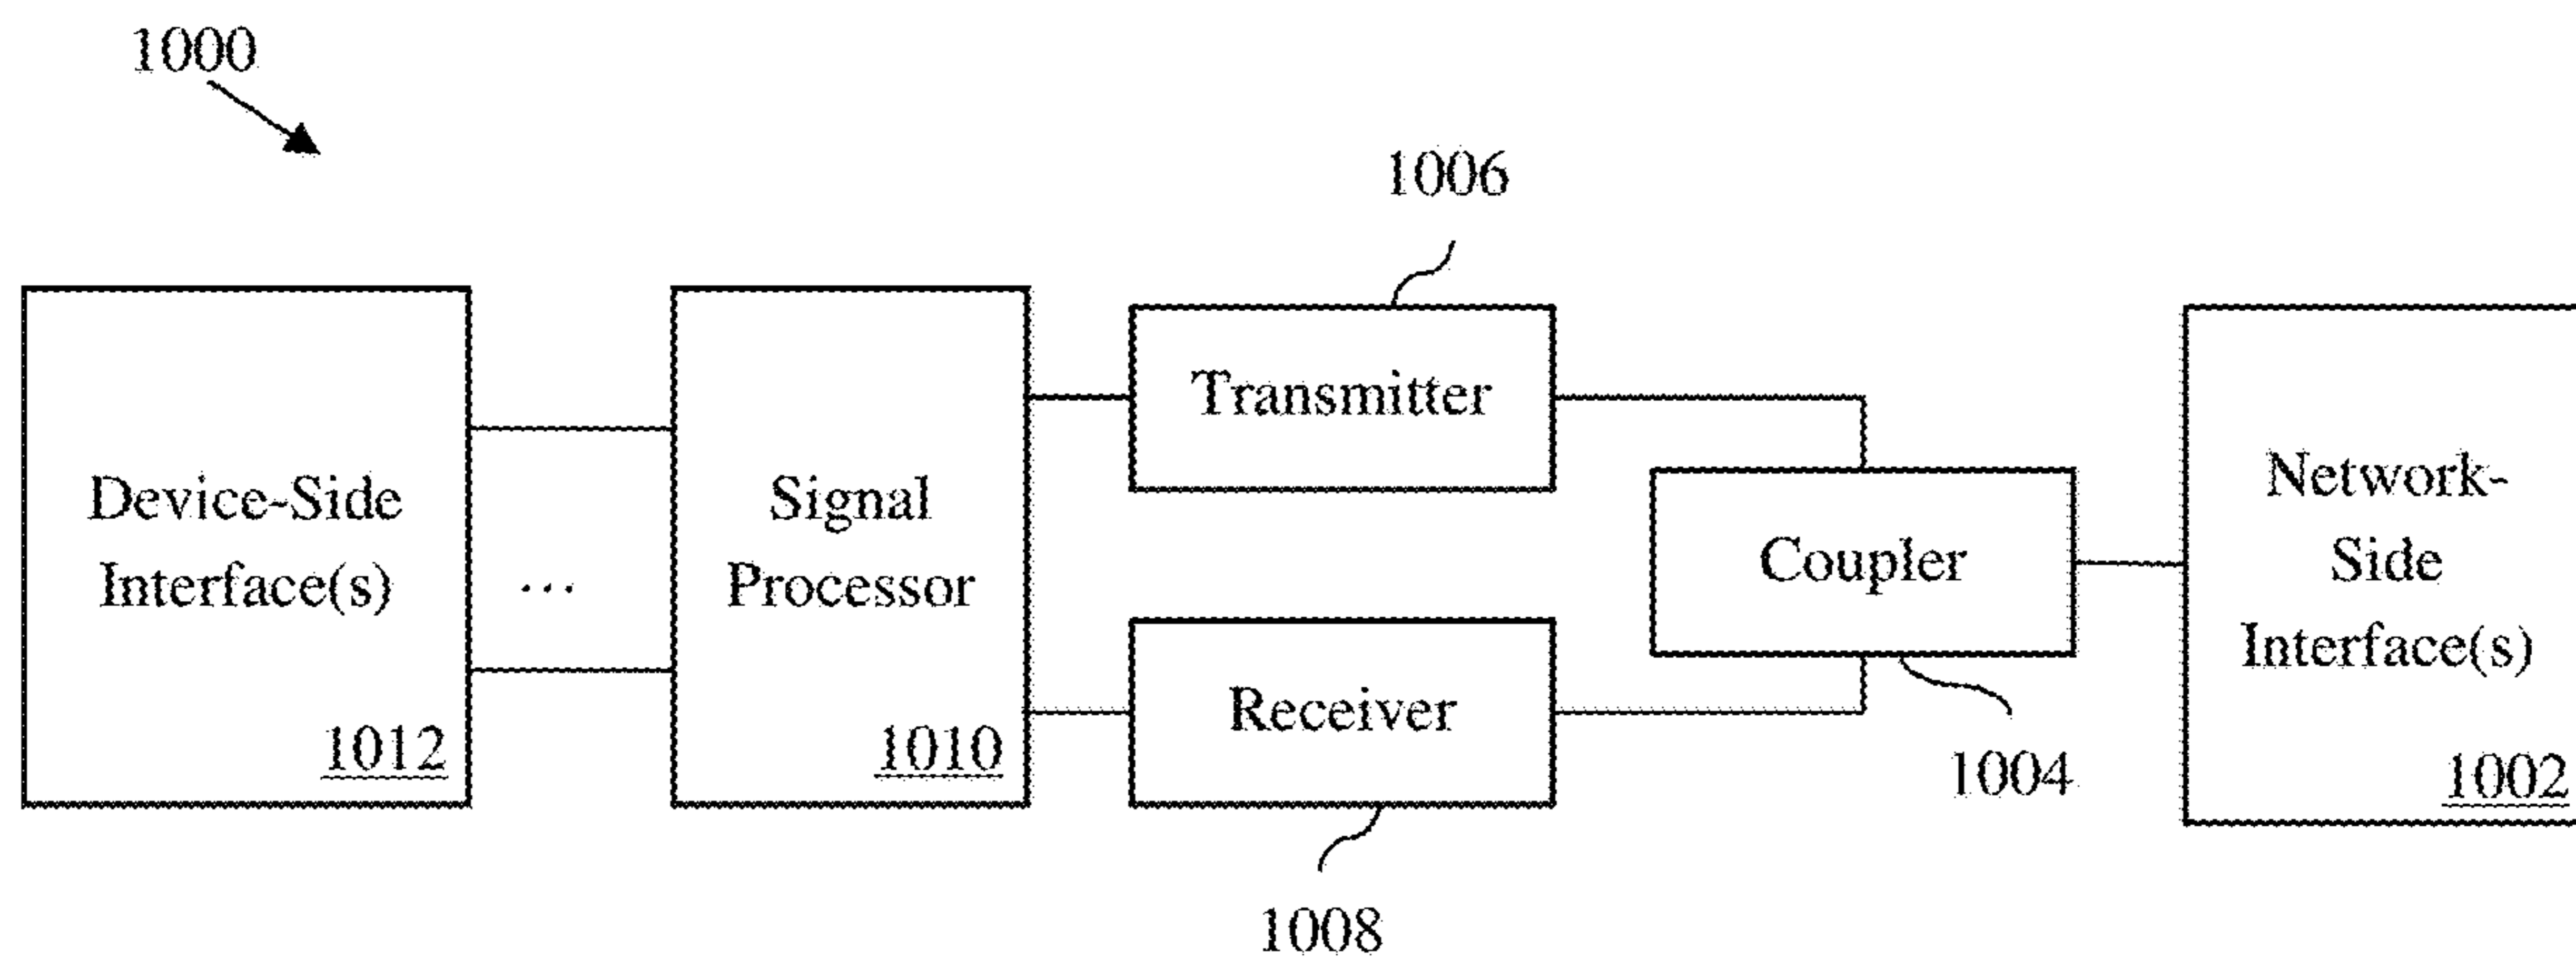 1000
1006
Device-Side
Interface(s)
1012
...
Signal
Processor
1010
Transmitter
Receiver
1008
Coupler
1004
Network-
Side
Interface(s)
1002